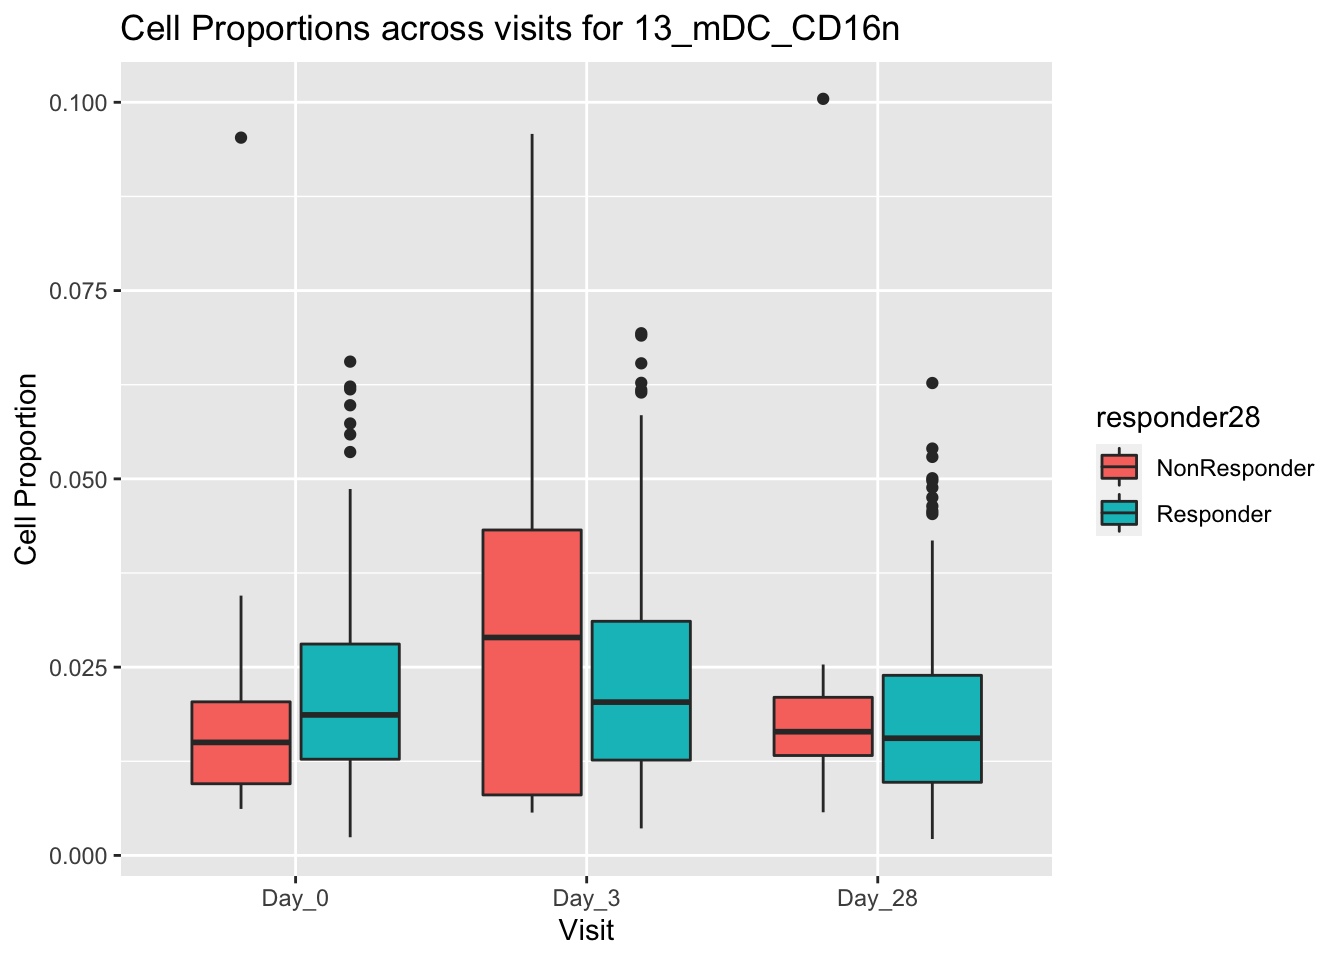 Cell Proportions across visits for 13_mDC_CD16n
0.100
0.075
0.050
0.025
0.000
Cell Proportion
Day_0
Day_3
Day_28
Visit
responder28
NonResponder
Responder